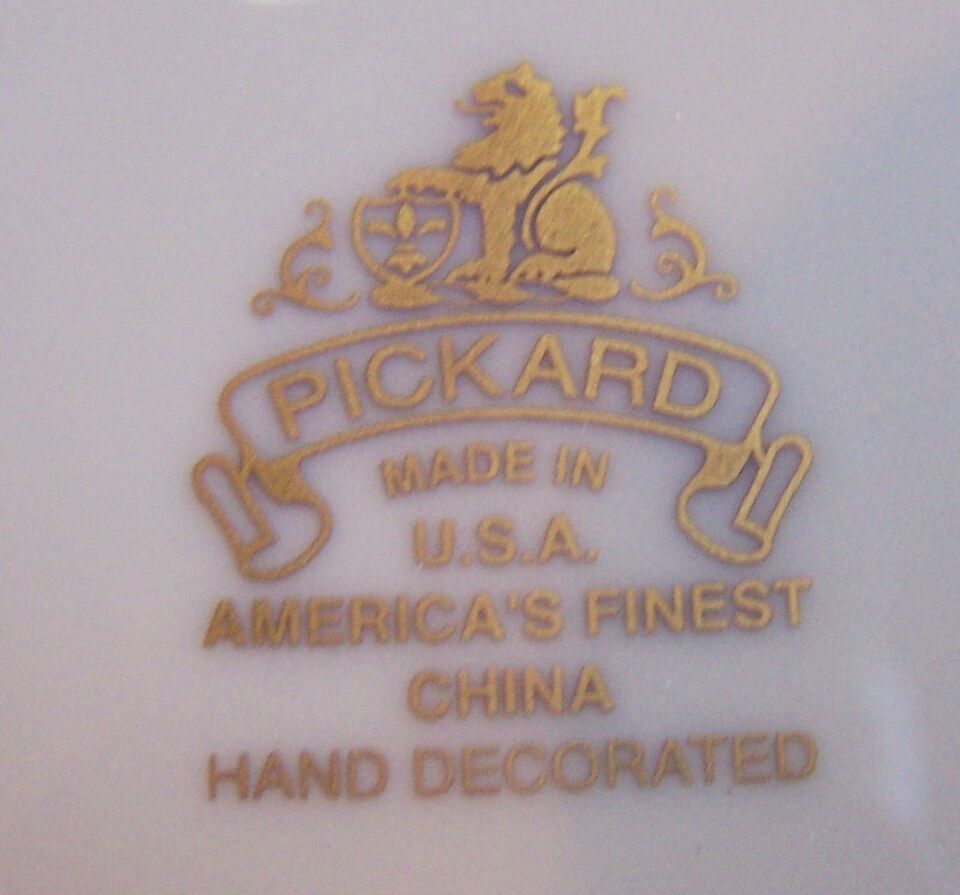 PICKARD
MADE IN
U.S.A.
AMERICA'S FINEST
CHINA
HAND DECORATED